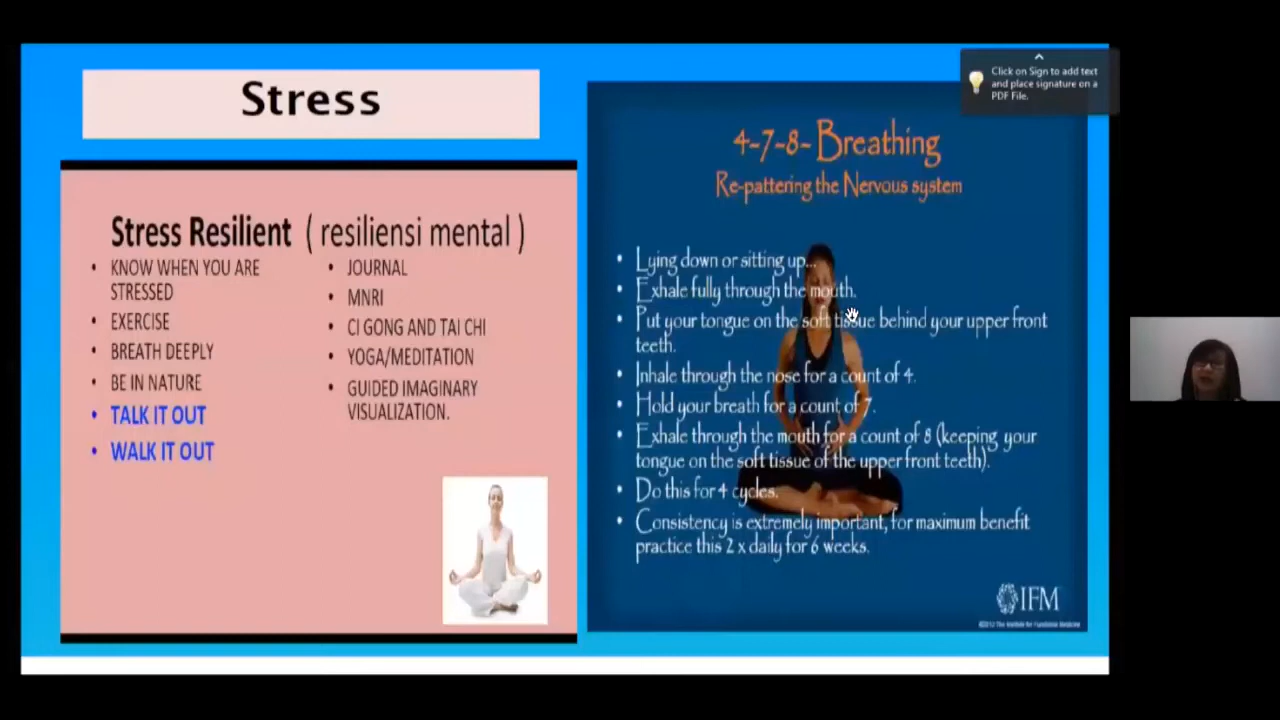 Stress
Stress Resilient ( resiliensi mental )
• KNOW WHEN YOU ARE
STRESSED
• EXERCISE
• BREATH DEEPLY
• BE IN NATURE
• TALK IT OUT
• WALK IT OUT
• JOURNAL
• MNRI
• CI GONG AND TAI CHI
• YOGA/MEDITATION
• GUIDED IMAGINARY
VISUALIZATION.
4-7-8- Breathing
Re-pattering the Nervous system
• Lying down or sitting up...
• Exhale fully through the mouth.
• Put your tongue on the soft tissue behind your upper front
teeth.
• Inhale through the nose for a count of 4.
• Hold your breath for a count of 7.
• Exhale through the mouth for a count of 8 (keeping your
tongue on the soft tissue of the upper front teeth).
• Do this for 4 cycles.
• Consistency is extremely important, for maximum benefit
practice this 2 x daily for 6 weeks.
IFM
©2012 The Institute for Functional Medicine
Click on Sign to add text
and place signature on a
PDF File.